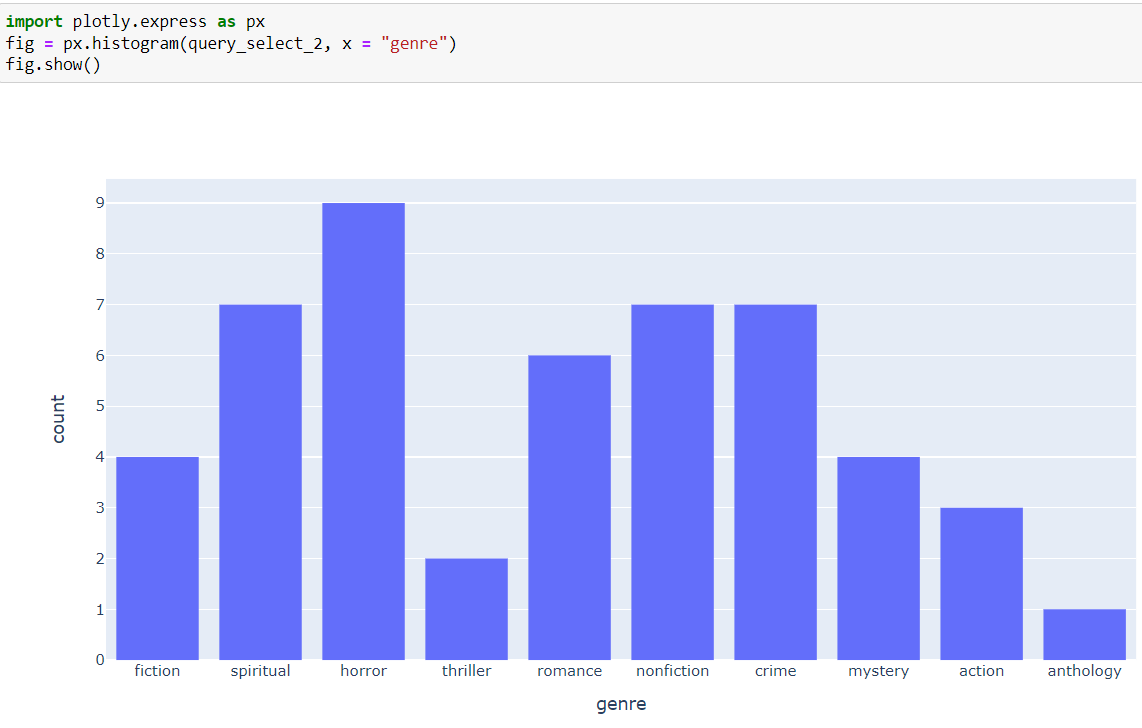 import plotly.express as px
fig = px.histogram(query_select_2, x = "genre")
fig.show()
9
8
7
6
5
4
3
2
1
0
count
fiction spiritual horror thriller romance nonfiction crime mystery action anthology
genre